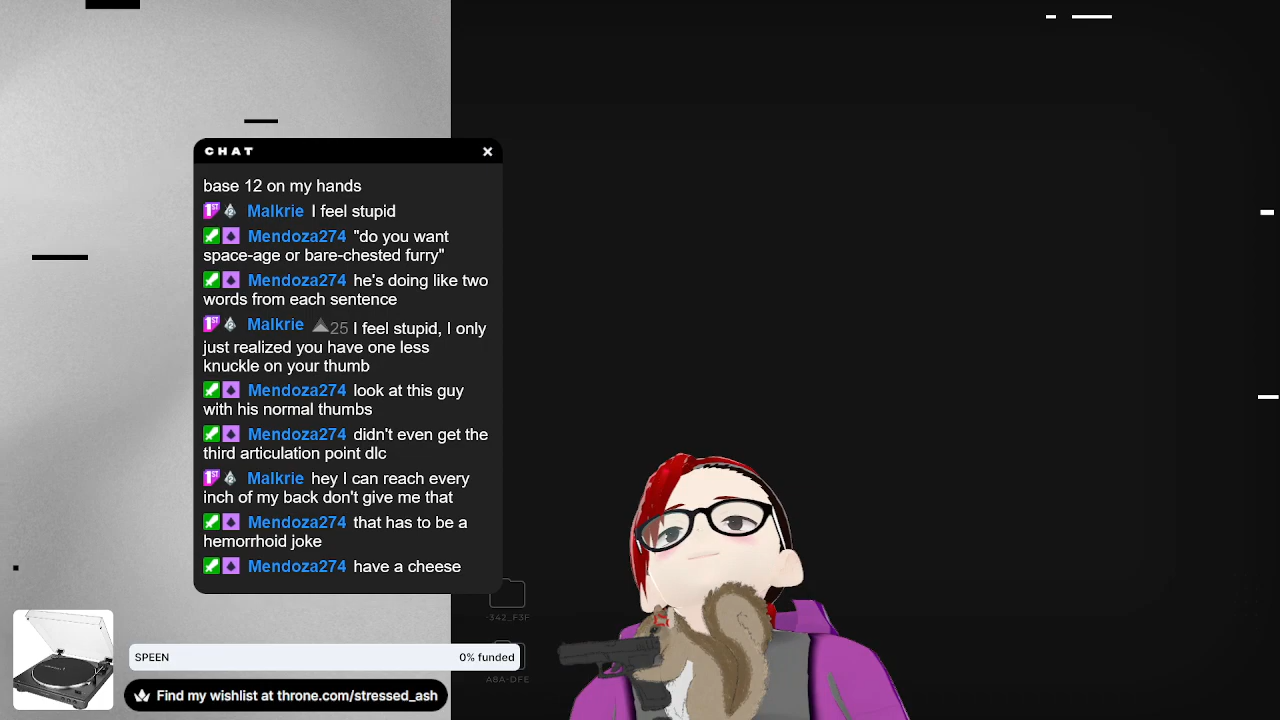 CHAT
base 12 on my hands
Malkrie I feel stupid
Mendoza274 "do you want
space-age or bare-chested furry"
Mendoza274 he's doing like two
words from each sentence
Malkrie 25 I feel stupid, I only
just realized you have one less
knuckle on your thumb
Mendoza274 look at this guy
with his normal thumbs
Mendoza274 didn't even get the
third articulation point dlc
Malkrie hey I can reach every
inch of my back don't give me that
Mendoza274 that has to be a
hemorrhoid joke
Mendoza274 have a cheese
-342_F3F
SPEEN 0% funded
A8A-DFE
Find my wishlist at throne.com/stressed_ash